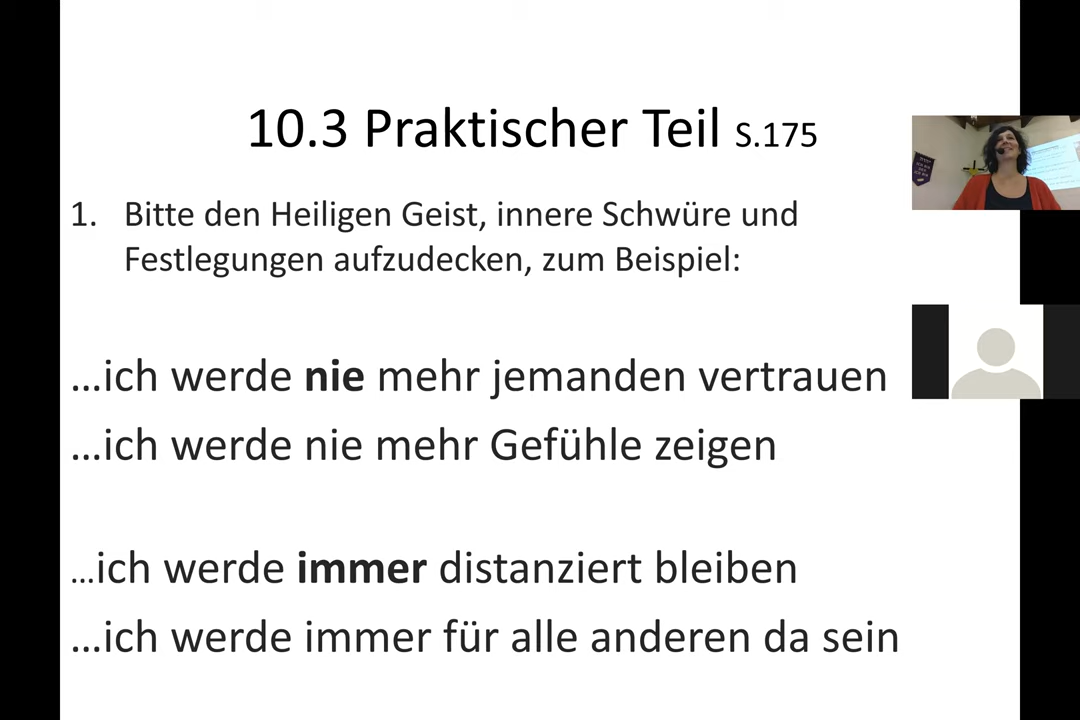 10.3 Praktischer Teil S.175
1. Bitte den Heiligen Geist, innere Schwüre und
Festlegungen aufzudecken, zum Beispiel:
...ich werde nie mehr jemanden vertrauen
...ich werde nie mehr Gefühle zeigen
...ich werde immer distanziert bleiben
...ich werde immer für alle anderen da sein